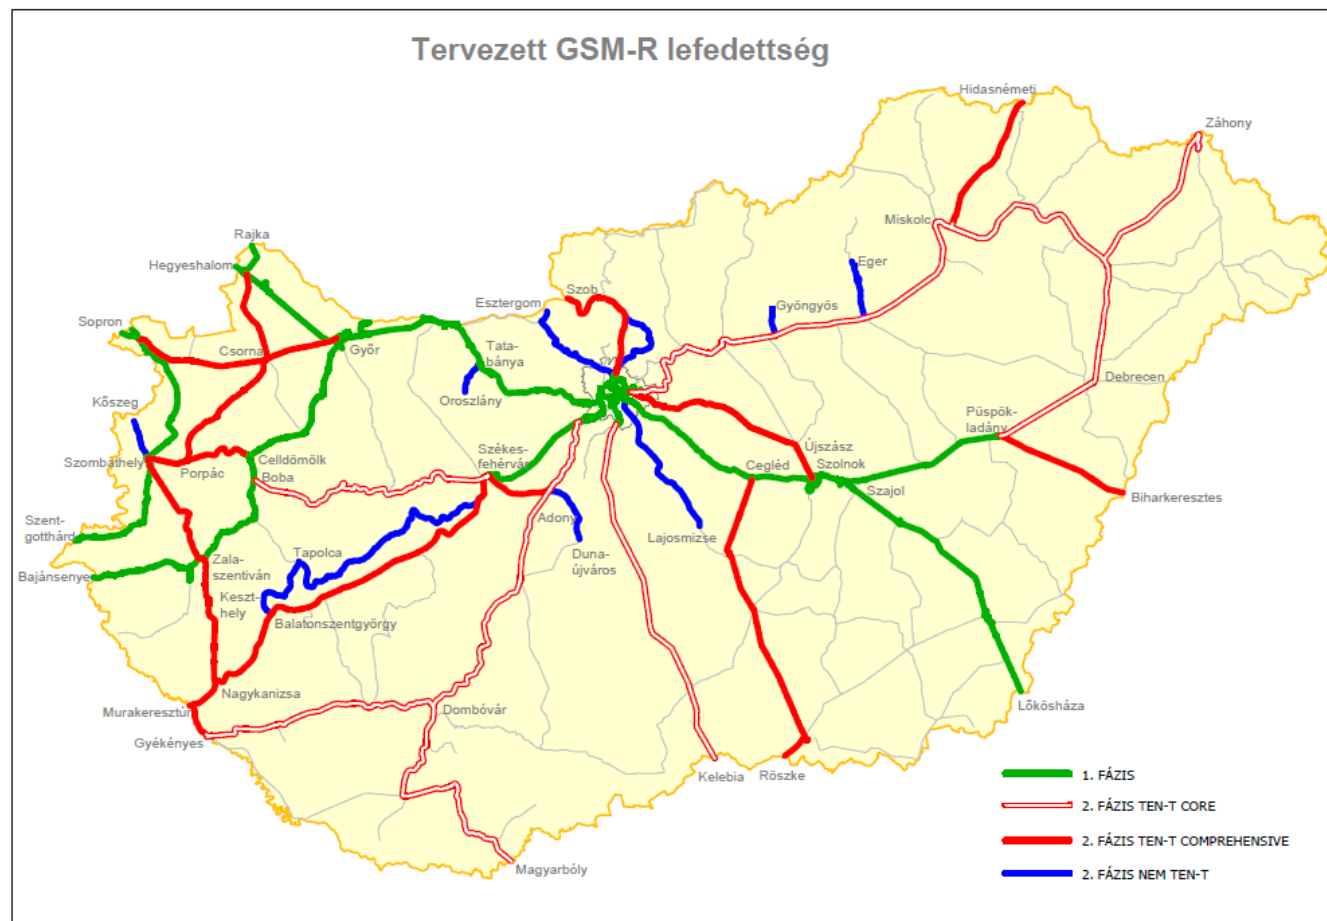 Tervezett GSM-R lefedettség
Hidasnémeti
Záhony
Miskolc
Rajka
Hegyeshalom
Eger
Szob
Esztergom
Gyöngyös
Sopron
Csorna
Győr
Tata-
bánya
Debrecen
Oroszlány
Kőszeg
Püspök-
ladány
Újszász
Székes-
fehérvár
Szombathely
Porpác
Celldömölk
Boba
Cegléd
Szolnok
Szajol
Biharkeresztes
Szent-
gotthárd
Adony
Lajosmizse
Tapolca
Duna-
újváros
Bajánsenye
Zala-
szentiván
Keszt-
hely
Balatonszentgyörgy
Nagykanizsa
Murakeresztúr
Dombóvár
Lőkösháza
Gyékényes
Kelebia
Röszke
Magyarbóly
1. FÁZIS
2. FÁZIS TEN-T CORE
2. FÁZIS TEN-T COMPREHENSIVE
2. FÁZIS NEM TEN-T